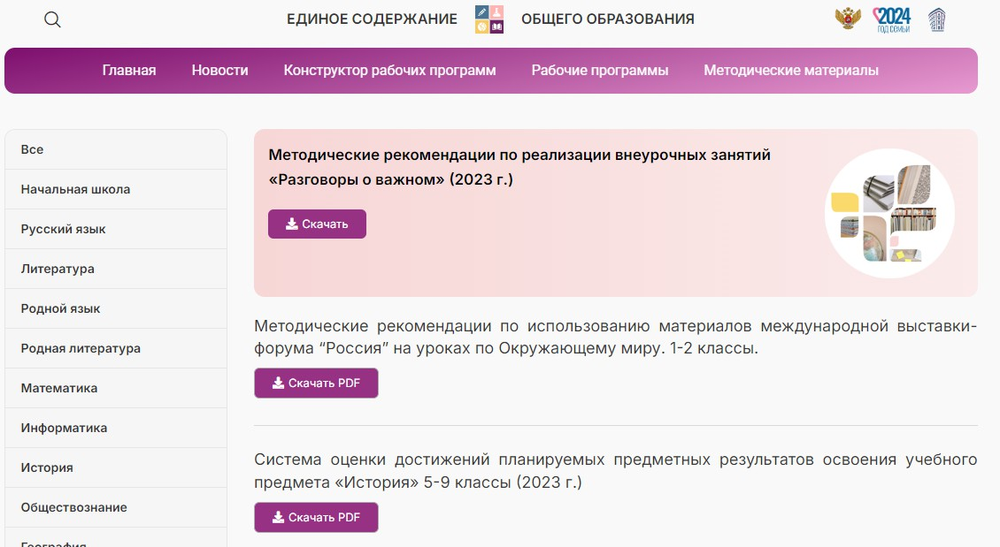 ЕДИНОЕ СОДЕРЖАНИЕ ОБЩЕГО ОБРАЗОВАНИЯ
2024
ГОД СЕМЬИ
Главная Новости Конструктор рабочих программ Рабочие программы Методические материалы
Все
Начальная школа
Русский язык
Литература
Родной язык
Родная литература
Математика
Информатика
История
Обществознание
География
Методические рекомендации по реализации внеурочных занятий
«Разговоры о важном» (2023 г.)
Скачать
Методические рекомендации по использованию материалов международной выставки-
форума “Россия” на уроках по Окружающему миру. 1-2 классы.
Скачать PDF
Система оценки достижений планируемых предметных результатов освоения учебного
предмета «История» 5-9 классы (2023 г.)
Скачать PDF